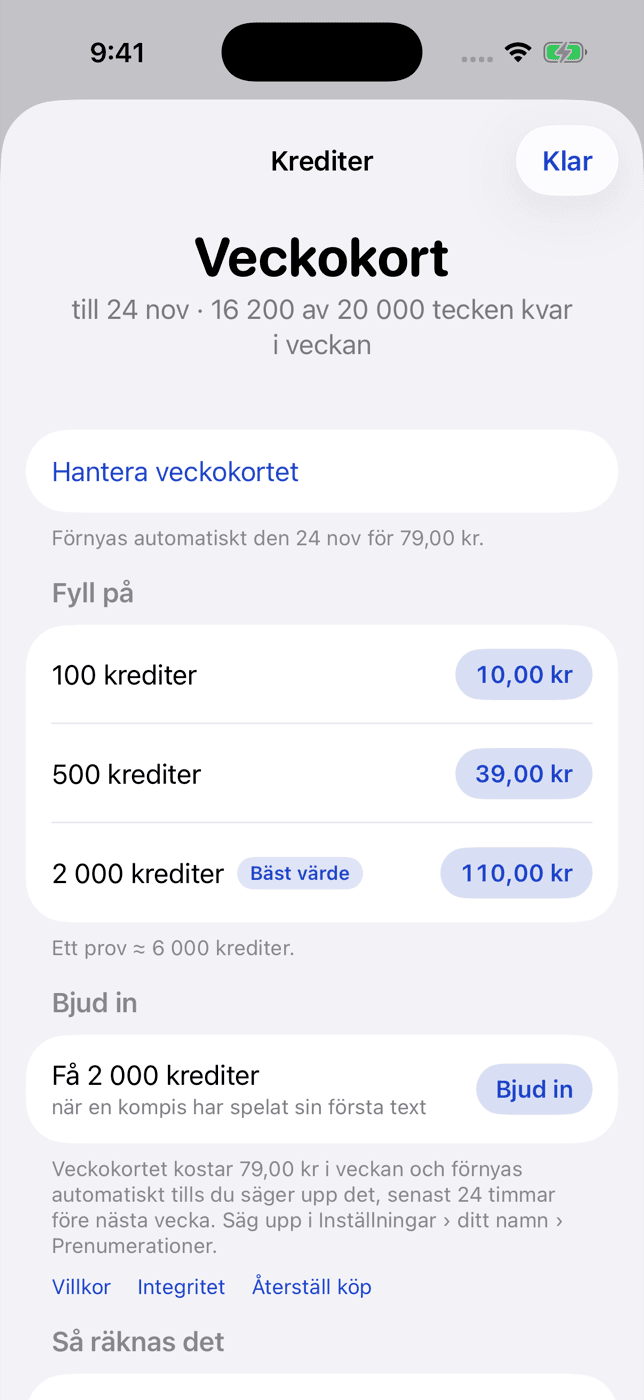 9:41
Krediter
Klar
Veckokort
till 24 nov · 16 200 av 20 000 tecken kvar
i veckan
Hantera veckokortet
Förnyas automatiskt den 24 nov för 79,00 kr.
Fyll på
100 krediter
10,00 kr
500 krediter
39,00 kr
2 000 krediter
Bäst värde
110,00 kr
Ett prov ≈ 6 000 krediter.
Bjud in
Få 2 000 krediter
när en kompis har spelat sin första text
Bjud in
Veckokortet kostar 79,00 kr i veckan och förnyas
automatiskt tills du säger upp det, senast 24 timmar
före nästa vecka. Säg upp i Inställningar › ditt namn ›
Prenumerationer.
Villkor
Integritet
Återställ köp
Så räknas det